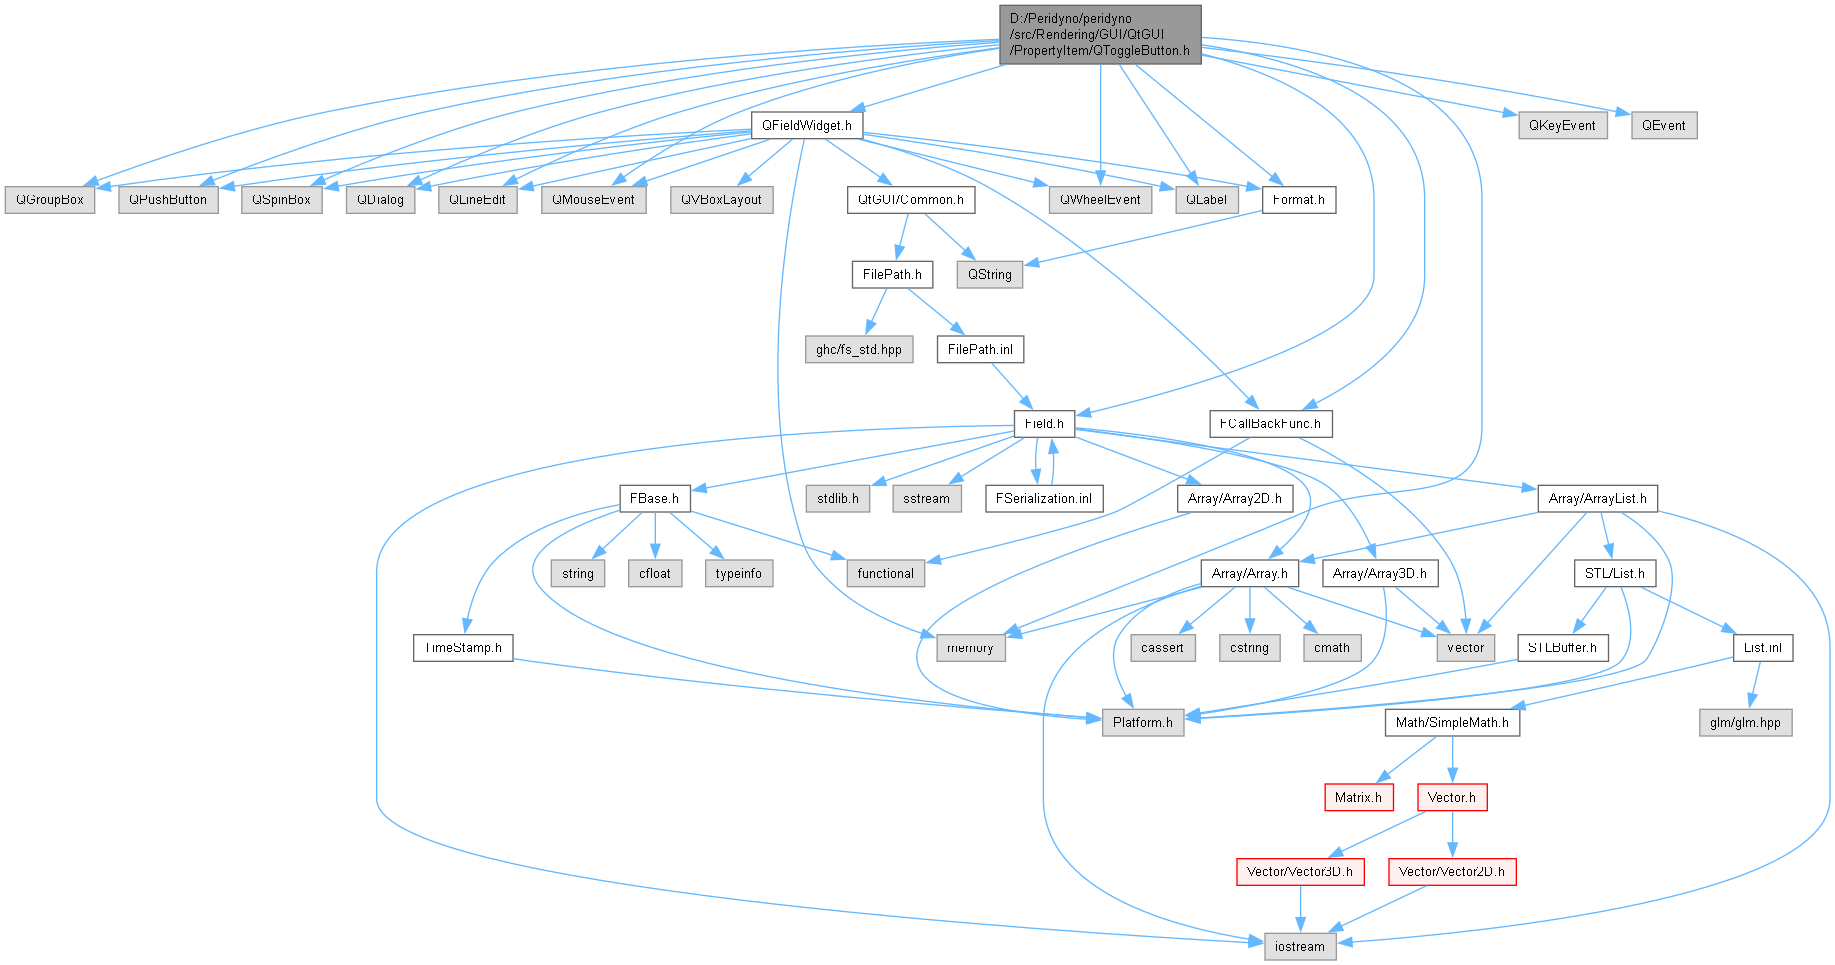 D:/Peridyno/peridyno
/src/Rendering/GUI/QtGUI
/PropertyItem/QToggleButton.h
QFieldWidget.h
QKeyEvent
QEvent
QGroupBox
QPushButton
QSpinBox
QDialog
QLineEdit
QMouseEvent
QVBoxLayout
QtGUI/Common.h
QWheelEvent
QLabel
Format.h
FilePath.h
QString
ghc/fs_std.hpp
FilePath.inl
Field.h
FCallBackFunc.h
FBase.h
stdlib.h
sstream
FSerialization.inl
Array/Array2D.h
Array/ArrayList.h
string
cfloat
typeinfo
functional
Array/Array.h
Array/Array3D.h
STL/List.h
TimeStamp.h
memory
cassert
cstring
cmath
vector
STLBuffer.h
List.inl
Platform.h
Math/SimpleMath.h
glm/glm.hpp
Matrix.h
Vector.h
Vector/Vector3D.h
Vector/Vector2D.h
iostream